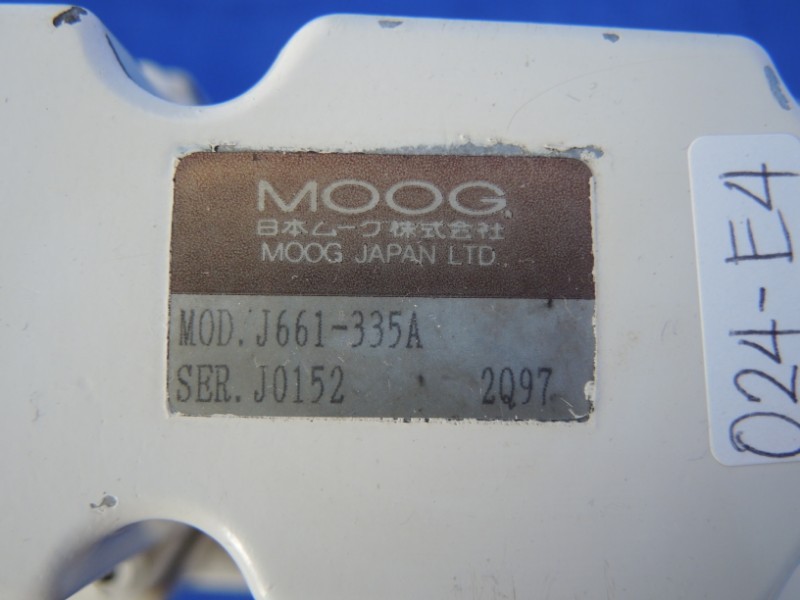 MOOG
日本ムーグ株式会社
MOOG JAPAN LTD.
MOD. J661-335A
SER. J0152 2Q97
024-E4